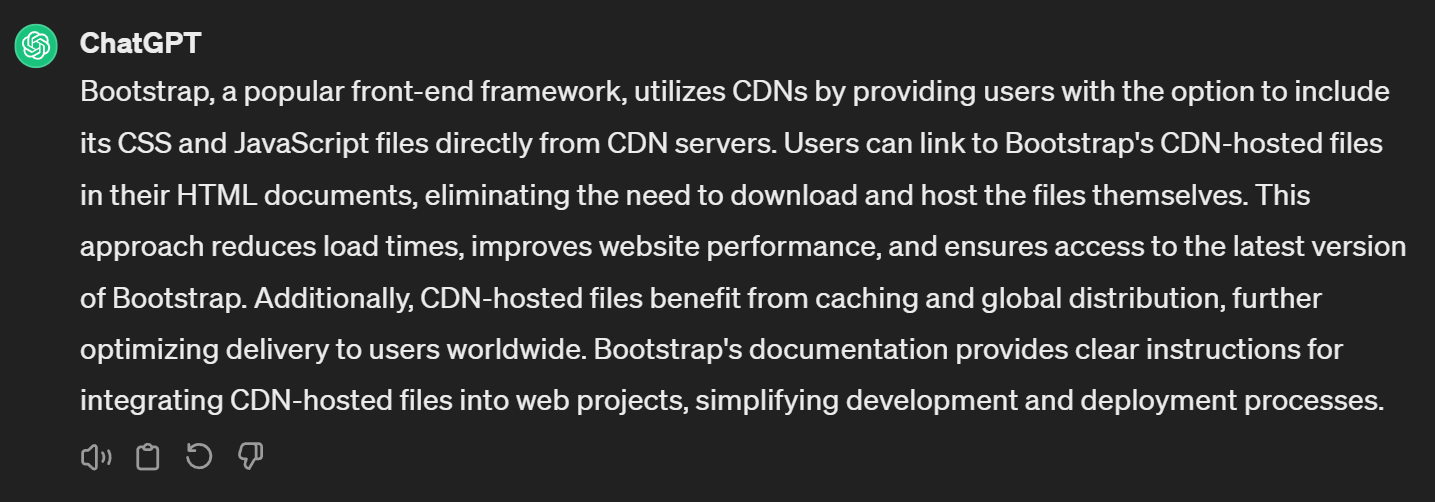 ChatGPT
Bootstrap, a popular front-end framework, utilizes CDNs by providing users with the option to include
its CSS and JavaScript files directly from CDN servers. Users can link to Bootstrap's CDN-hosted files
in their HTML documents, eliminating the need to download and host the files themselves. This
approach reduces load times, improves website performance, and ensures access to the latest version
of Bootstrap. Additionally, CDN-hosted files benefit from caching and global distribution, further
optimizing delivery to users worldwide. Bootstrap's documentation provides clear instructions for
integrating CDN-hosted files into web projects, simplifying development and deployment processes.